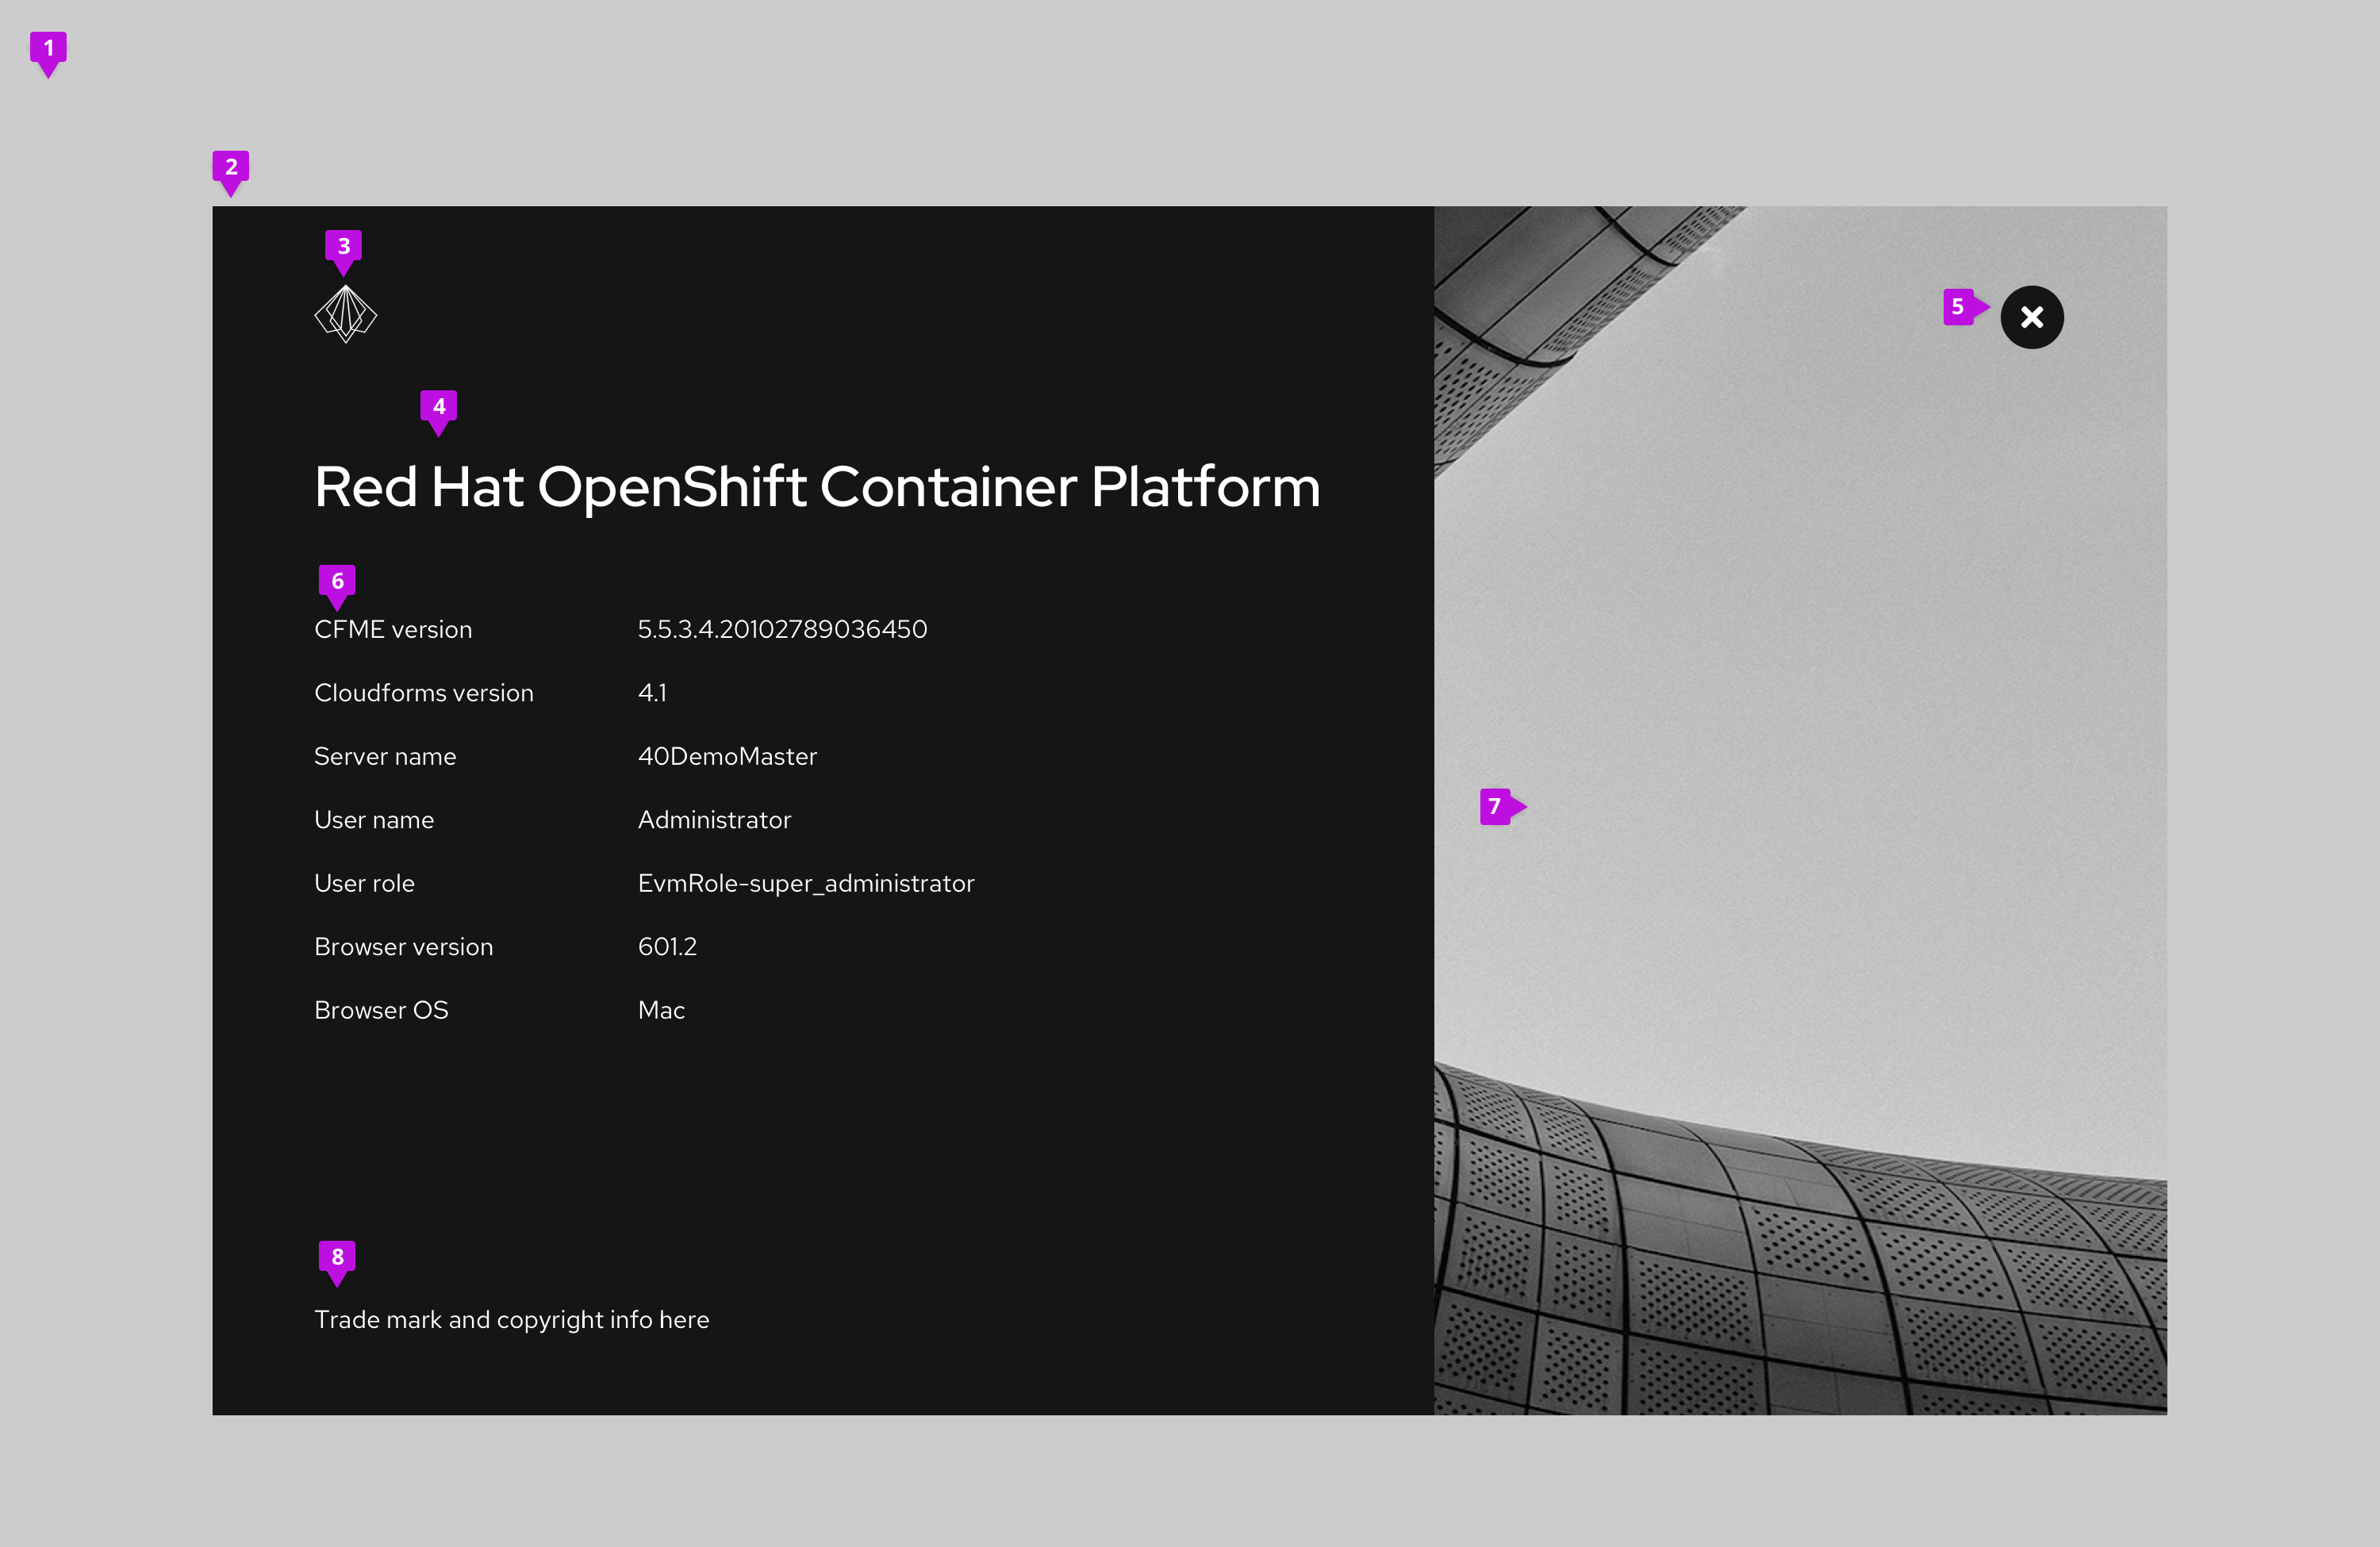 1
2
3
4
5
Red Hat OpenShift Container Platform
6
CFME version 5.5.3.4.20102789036450
Cloudforms version 4.1
Server name 40DemoMaster
7
User name Administrator
User role EvmRole-super_administrator
Browser version 601.2
Browser OS Mac
8
Trade mark and copyright info here